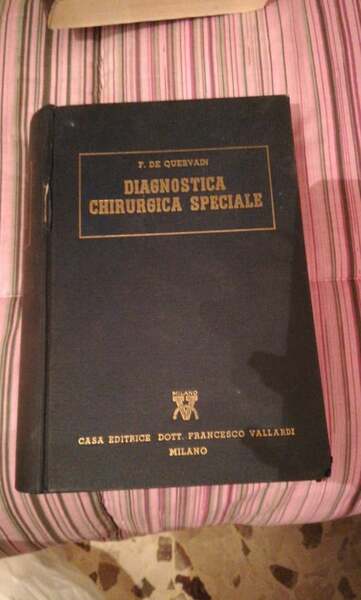 F. DE QUERVAIN
DIAGNOSTICA
CHIRURGICA SPECIALE
MILANO
CASA EDITRICE DOTT. FRANCESCO VALLARDI
MILANO